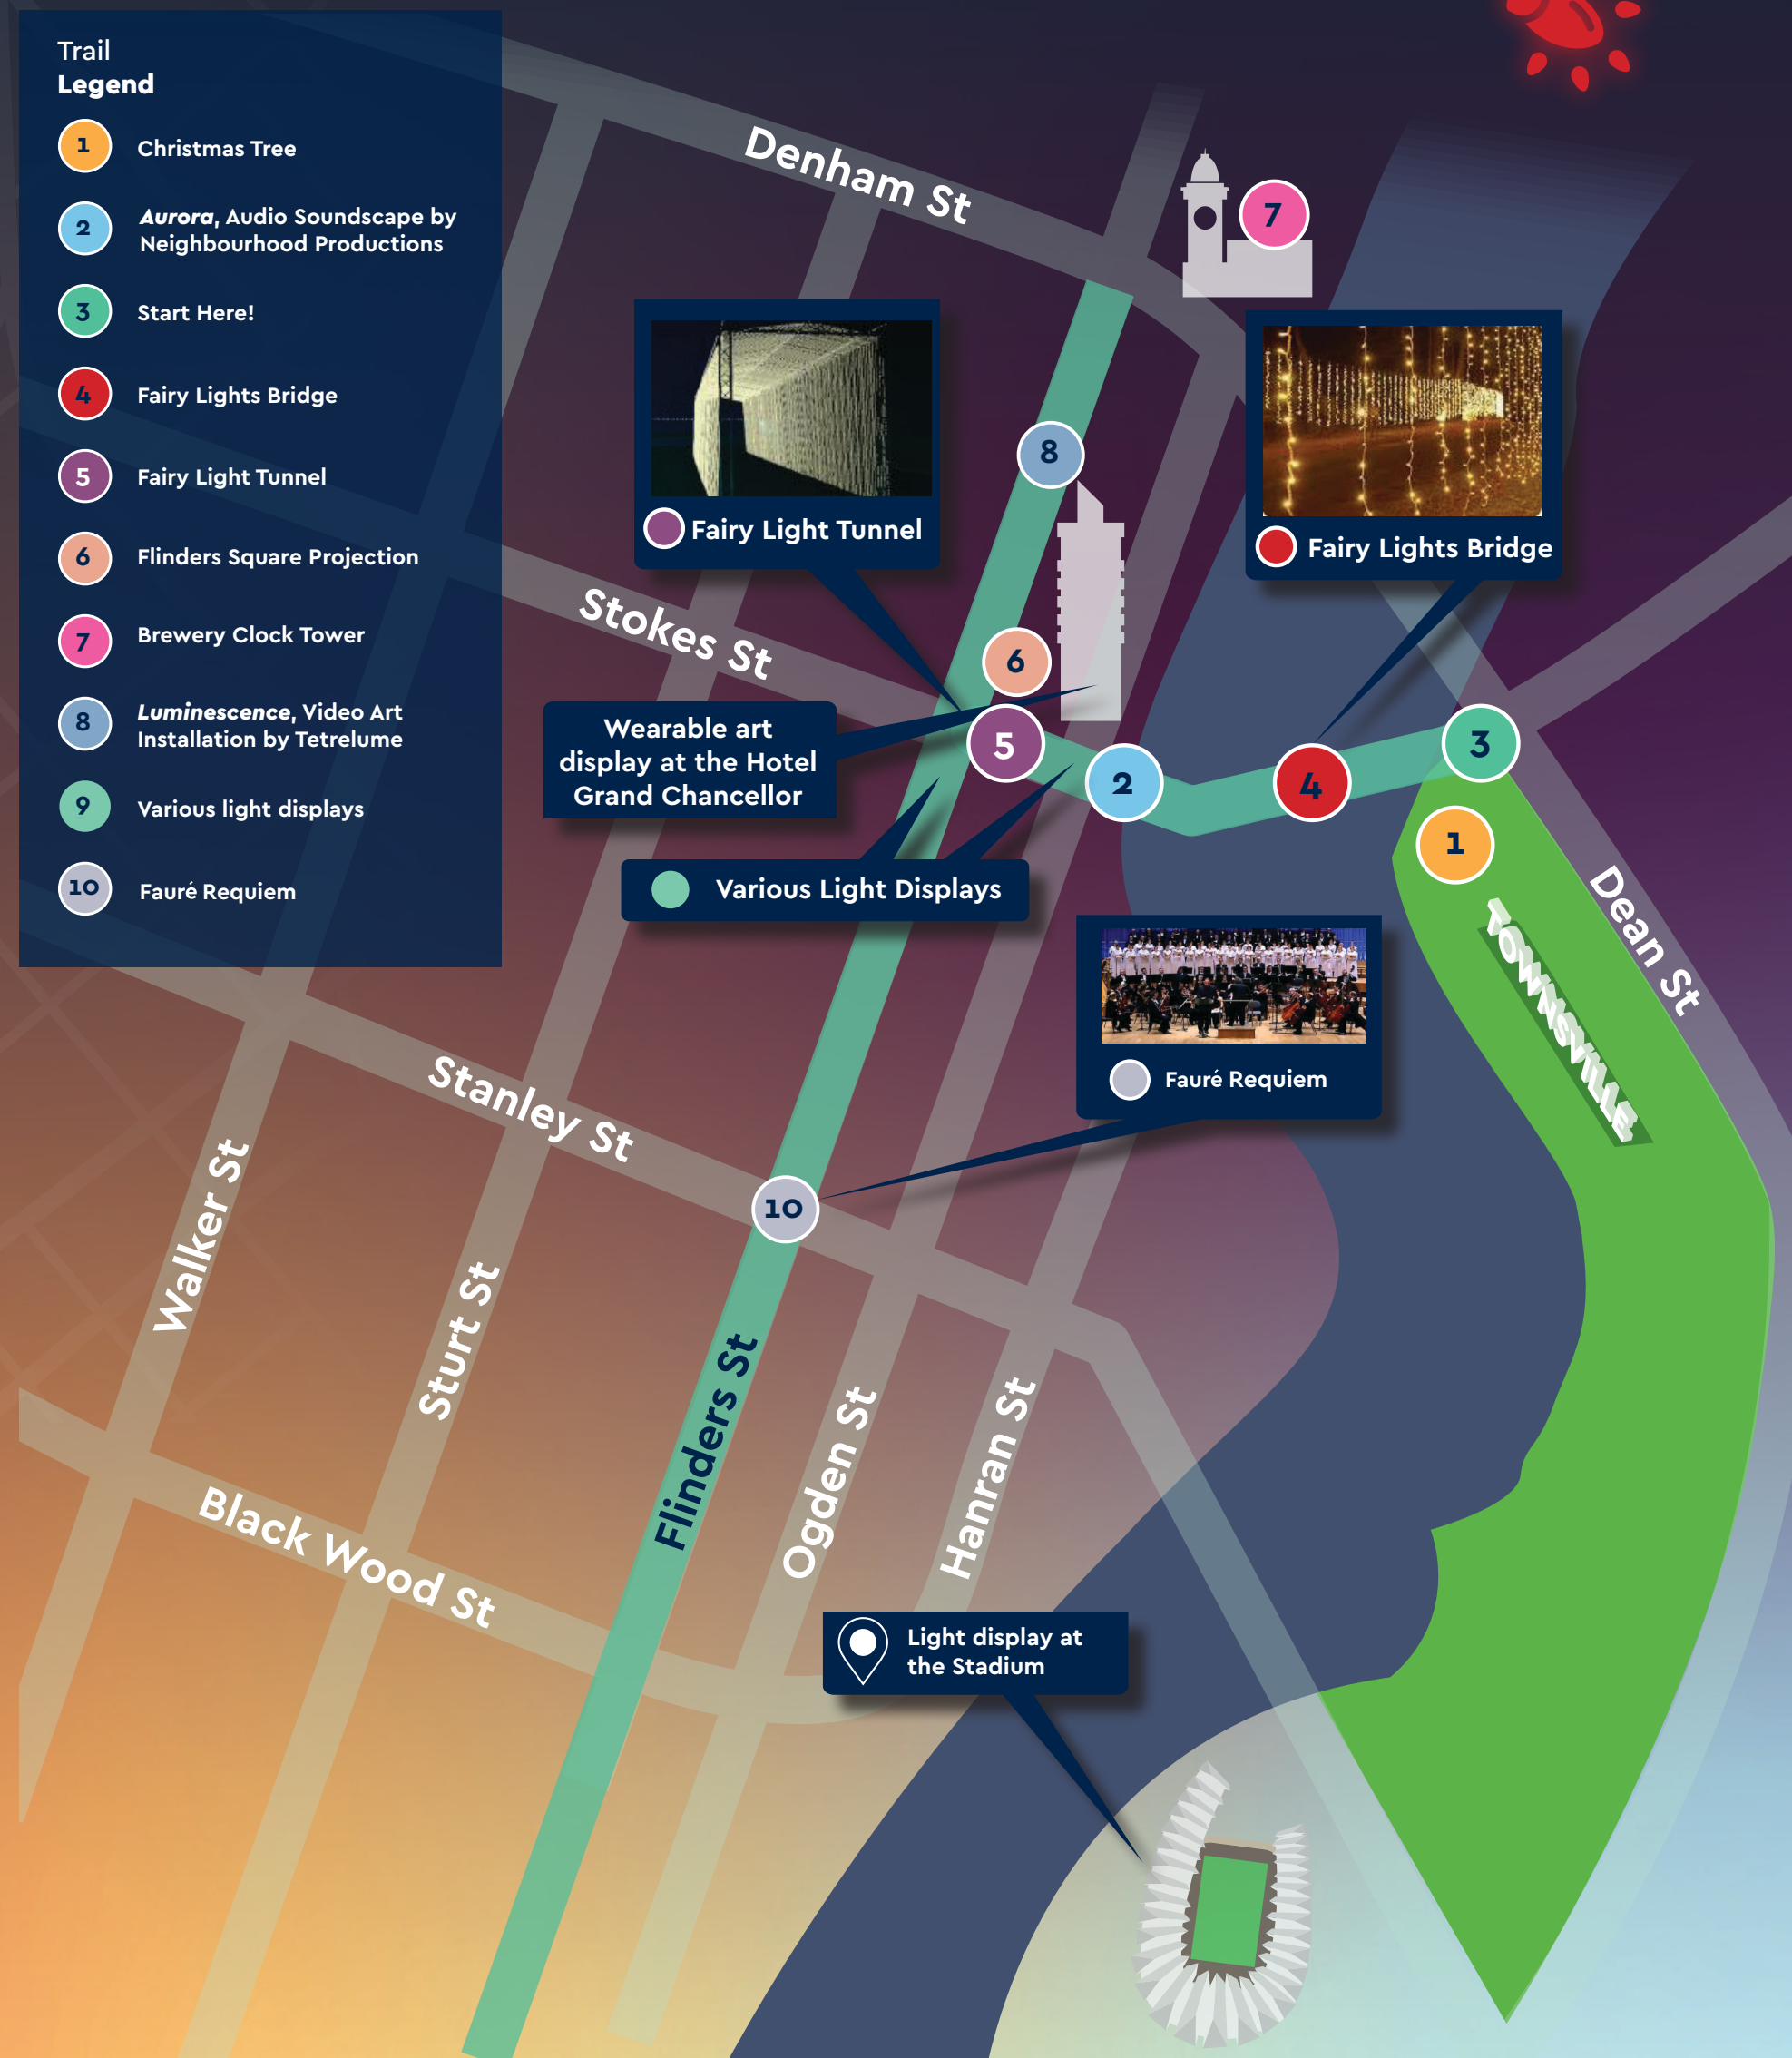 Trail
Legend
1 Christmas Tree
2 Aurora, Audio Soundscape by
Neighbourhood Productions
3 Start Here!
4 Fairy Lights Bridge
5 Fairy Light Tunnel
6 Flinders Square Projection
7 Brewery Clock Tower
8 Luminescence, Video Art
Installation by Tetrelume
9 Various light displays
10 Fauré Requiem
Denham St
7
8
Fairy Light Tunnel
Fairy Lights Bridge
Stokes St
6
Wearable art
display at the Hotel
Grand Chancellor
5
2
4
3
1
Various Light Displays
Dean St
TOWNSVILLE
Fauré Requiem
Stanley St
10
Walker St
Sturt St
Flinders St
Ogden St
Hanran St
Black Wood St
Light display at
the Stadium